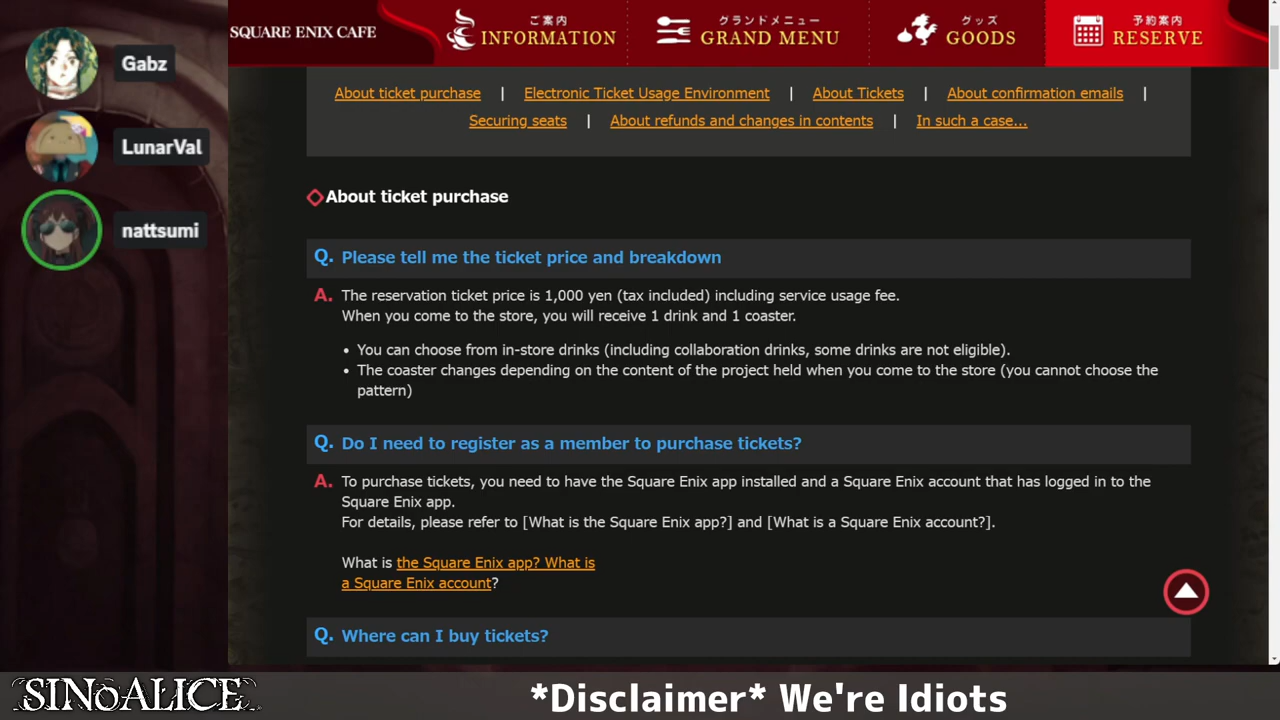 Gabz
LunarVal
nattsumi
SQUARE ENIX CAFE
ご案内
INFORMATION
グランドメニュー
GRAND MENU
グッズ
GOODS
予約案内
RESERVE
About ticket purchase | Electronic Ticket Usage Environment | About Tickets | About confirmation emails |
Securing seats | About refunds and changes in contents | In such a case...
About ticket purchase
Q. Please tell me the ticket price and breakdown
A. The reservation ticket price is 1,000 yen (tax included) including service usage fee.
When you come to the store, you will receive 1 drink and 1 coaster.
• You can choose from in-store drinks (including collaboration drinks, some drinks are not eligible).
• The coaster changes depending on the content of the project held when you come to the store (you cannot choose the
pattern)
Q. Do I need to register as a member to purchase tickets?
A. To purchase tickets, you need to have the Square Enix app installed and a Square Enix account that has logged in to the
Square Enix app.
For details, please refer to [What is the Square Enix app?] and [What is a Square Enix account?].
What is the Square Enix app? What is
a Square Enix account?
Q. Where can I buy tickets?
SINoALICE
*Disclaimer* We're Idiots